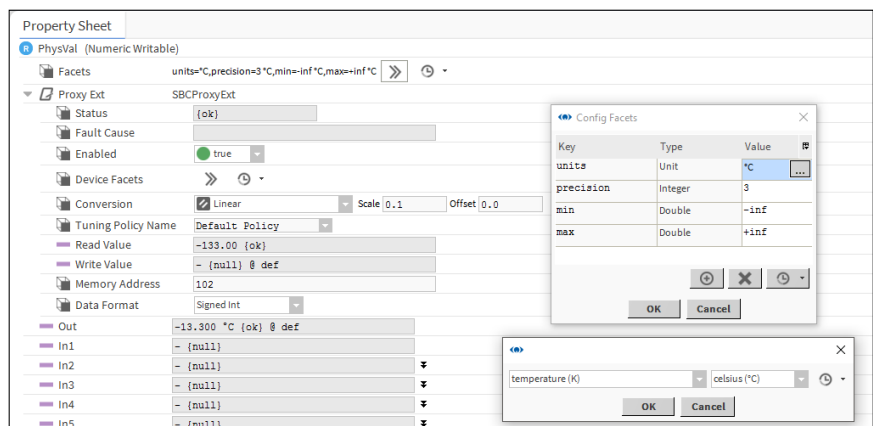 Property Sheet
R PhysVal (Numeric Writable)
Facets units=°C,precision=3 °C,min=-inf °C,max=+inf °C
Proxy Ext SBCProxyExt
Status {ok}
Fault Cause
Enabled true
Device Facets
Conversion Linear Scale 0.1 Offset 0.0
Tuning Policy Name Default Policy
Read Value -133.00 {ok}
Write Value - {null} @ def
Memory Address 102
Data Format Signed Int
Out -13.300 °C {ok} @ def
In1 - {null}
In2 - {null}
In3 - {null}
In4 - {null}
In5 - {null}
Config Facets
Key Type Value
units Unit °C ...
precision Integer 3
min Double -inf
max Double +inf
OK Cancel
temperature (K) celsius (°C)
OK Cancel